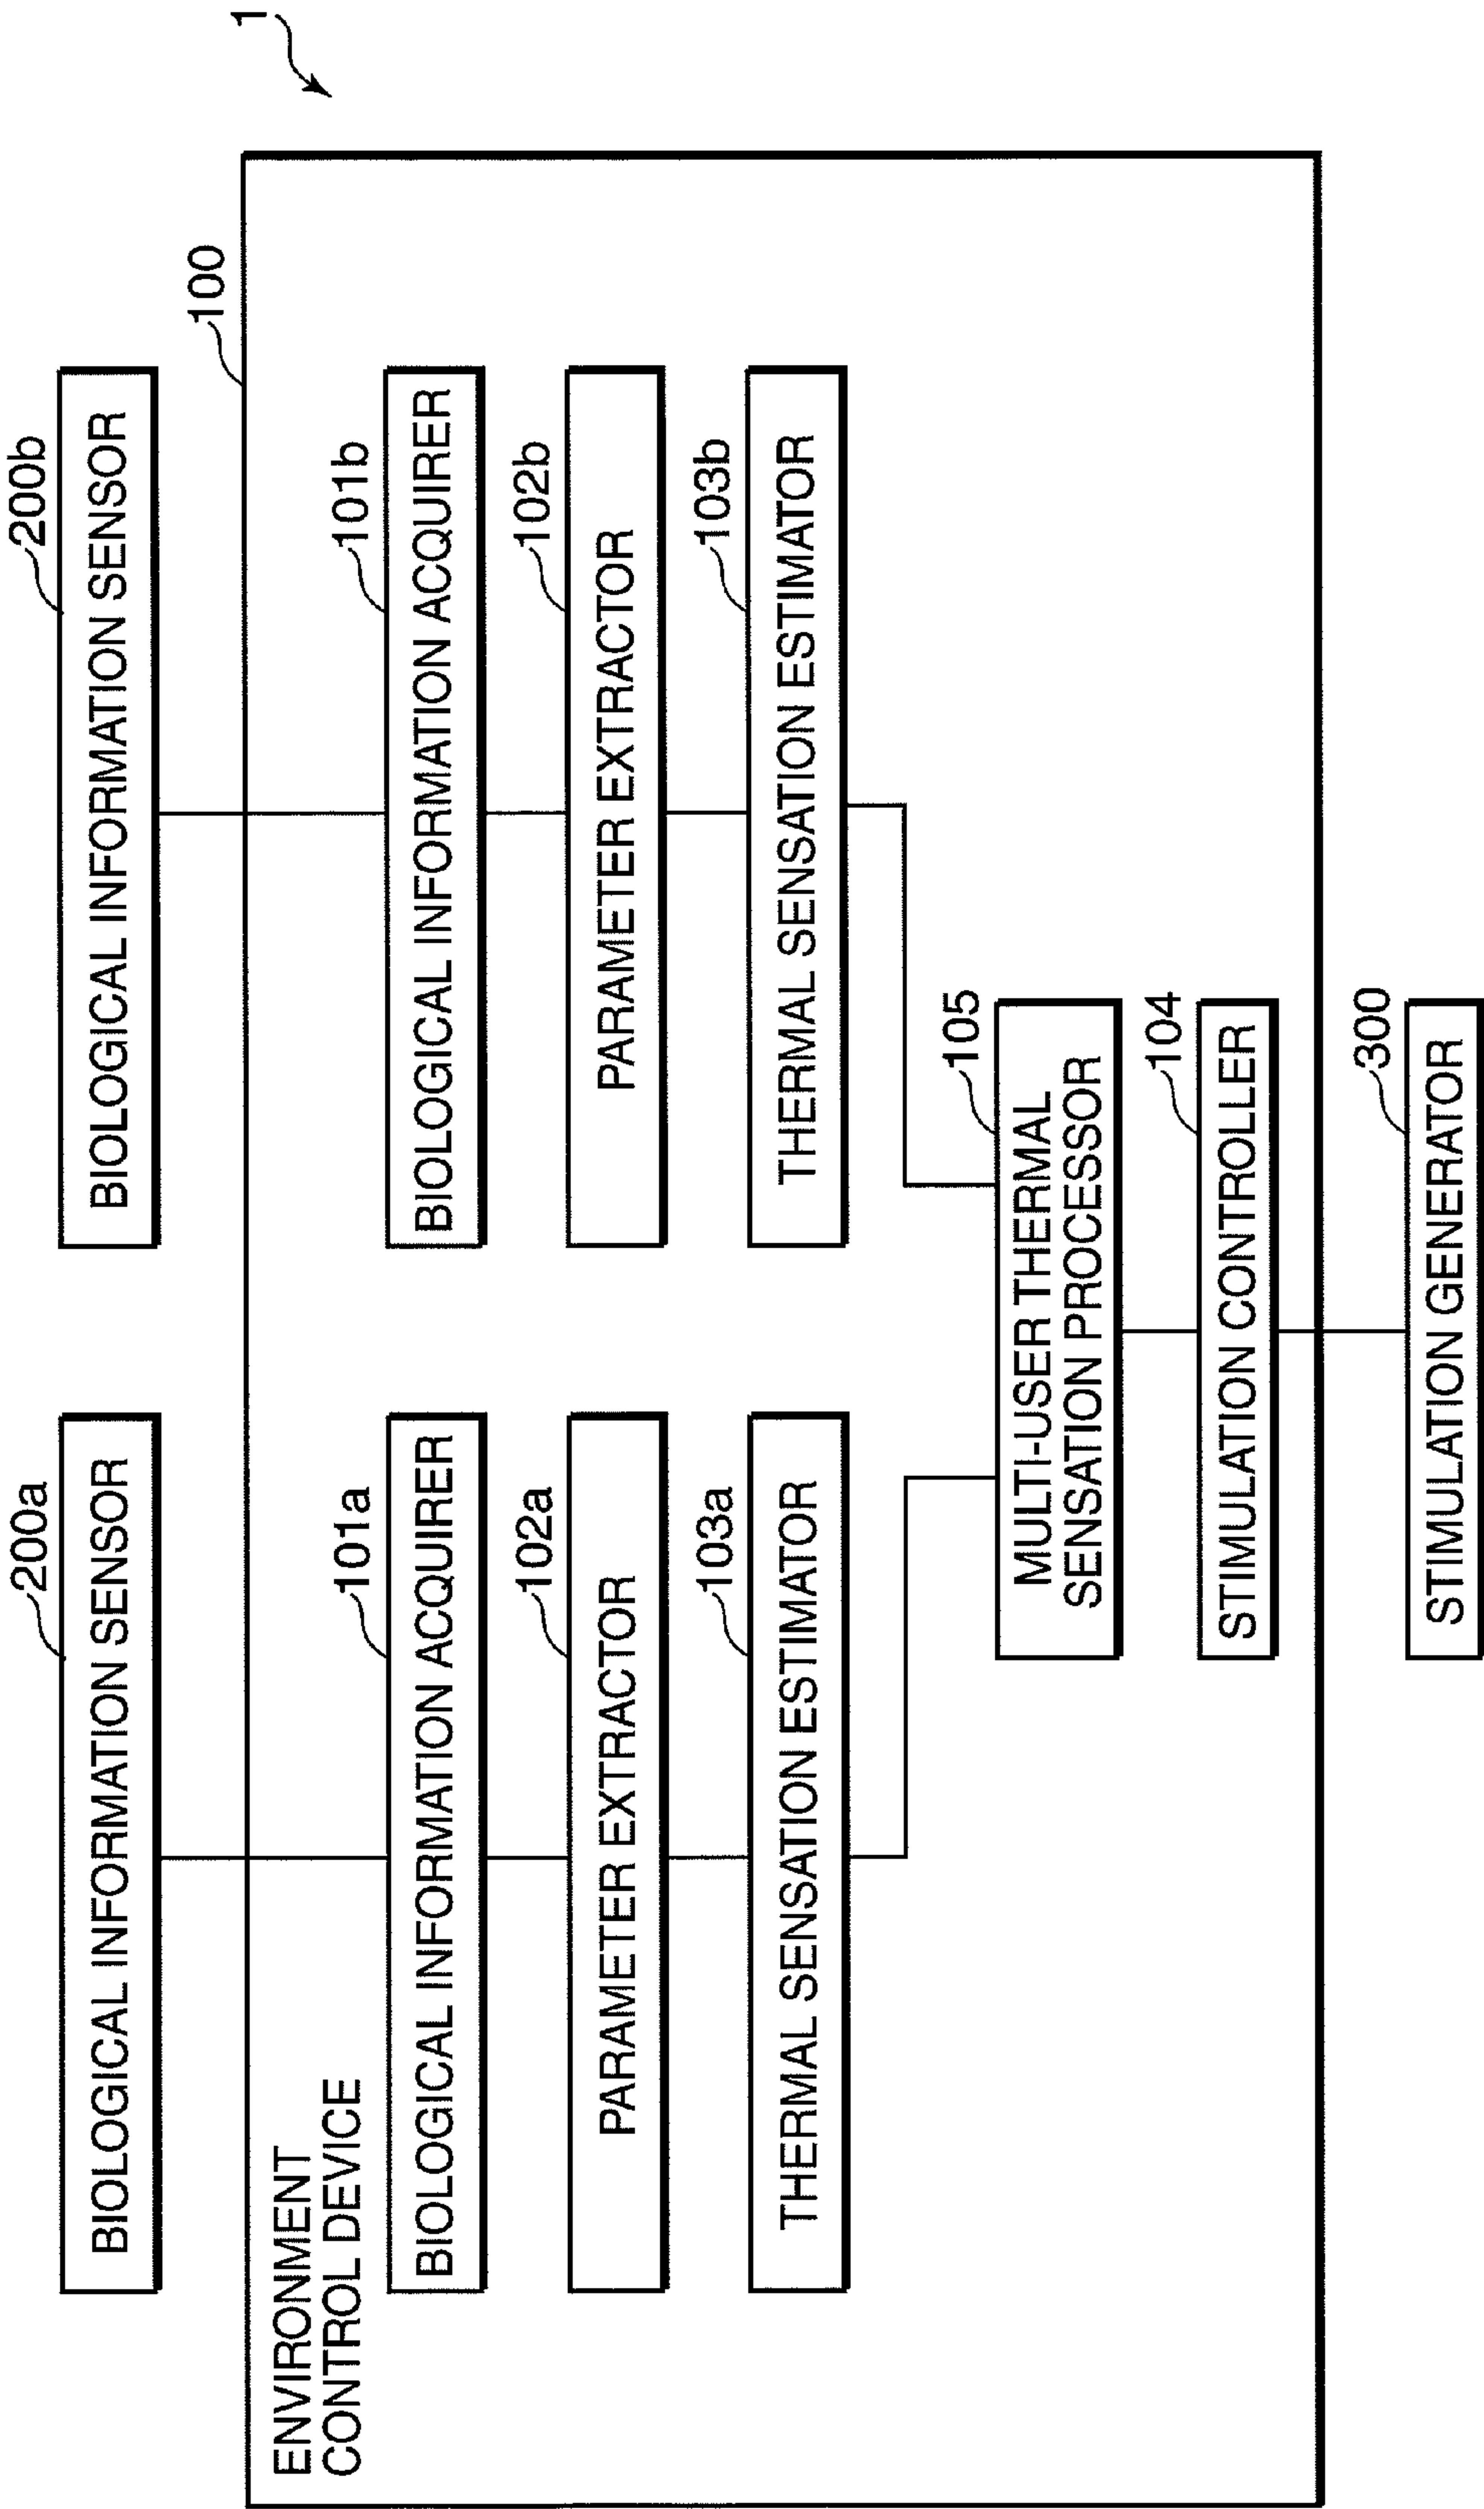 1
200a
BIOLOGICAL INFORMATION SENSOR
200b
BIOLOGICAL INFORMATION SENSOR
100
ENVIRONMENT
CONTROL DEVICE
101a
BIOLOGICAL INFORMATION ACQUIRER
101b
BIOLOGICAL INFORMATION ACQUIRER
102a
PARAMETER EXTRACTOR
102b
PARAMETER EXTRACTOR
103a
THERMAL SENSATION ESTIMATOR
103b
THERMAL SENSATION ESTIMATOR
105
MULTI-USER THERMAL
SENSATION PROCESSOR
104
STIMULATION CONTROLLER
300
STIMULATION GENERATOR